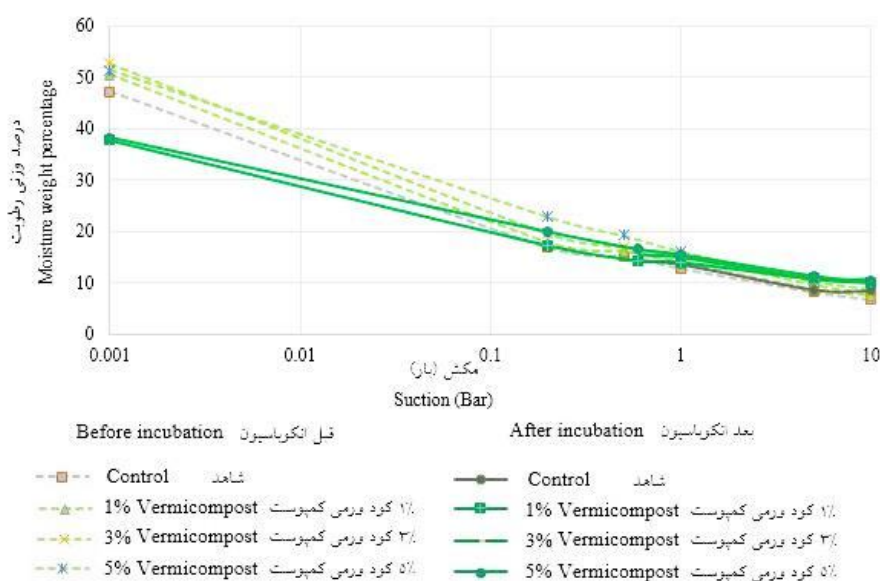 60
50
40
30
20
10
0
درصد وزنی رطوبت
Moisture weight percentage
0.001 0.01 0.1 1 10
مکش (بار)
Suction (Bar)
Before incubation قبل انکوباسیون
Control شاهد
1% Vermicompost ۱٪ کود ورمی کمپوست
3% Vermicompost ۳٪ کود ورمی کمپوست
5% Vermicompost ۵٪ کود ورمی کمپوست
After incubation بعد انکوباسیون
Control شاهد
1% Vermicompost ۱٪ کود ورمی کمپوست
3% Vermicompost ۳٪ کود ورمی کمپوست
5% Vermicompost ۵٪ کود ورمی کمپوست